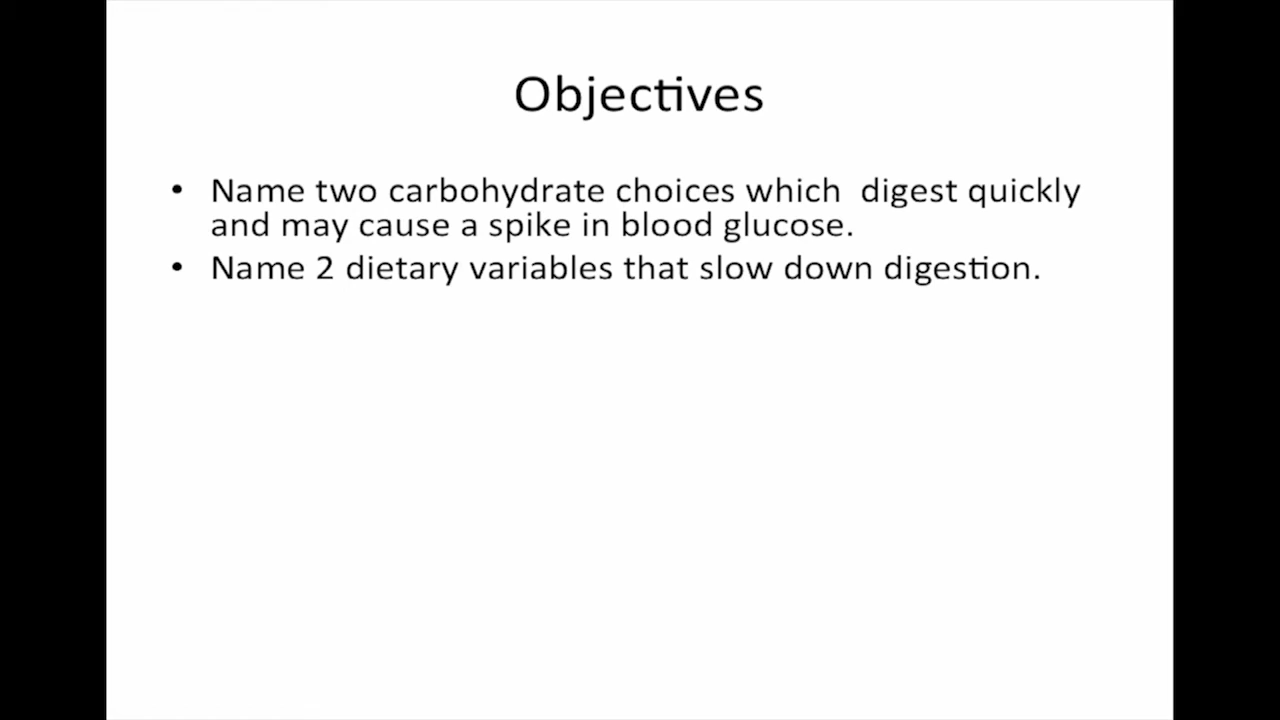 Objectives
• Name two carbohydrate choices which  digest quickly
and may cause a spike in blood glucose.
• Name 2 dietary variables that slow down digestion.